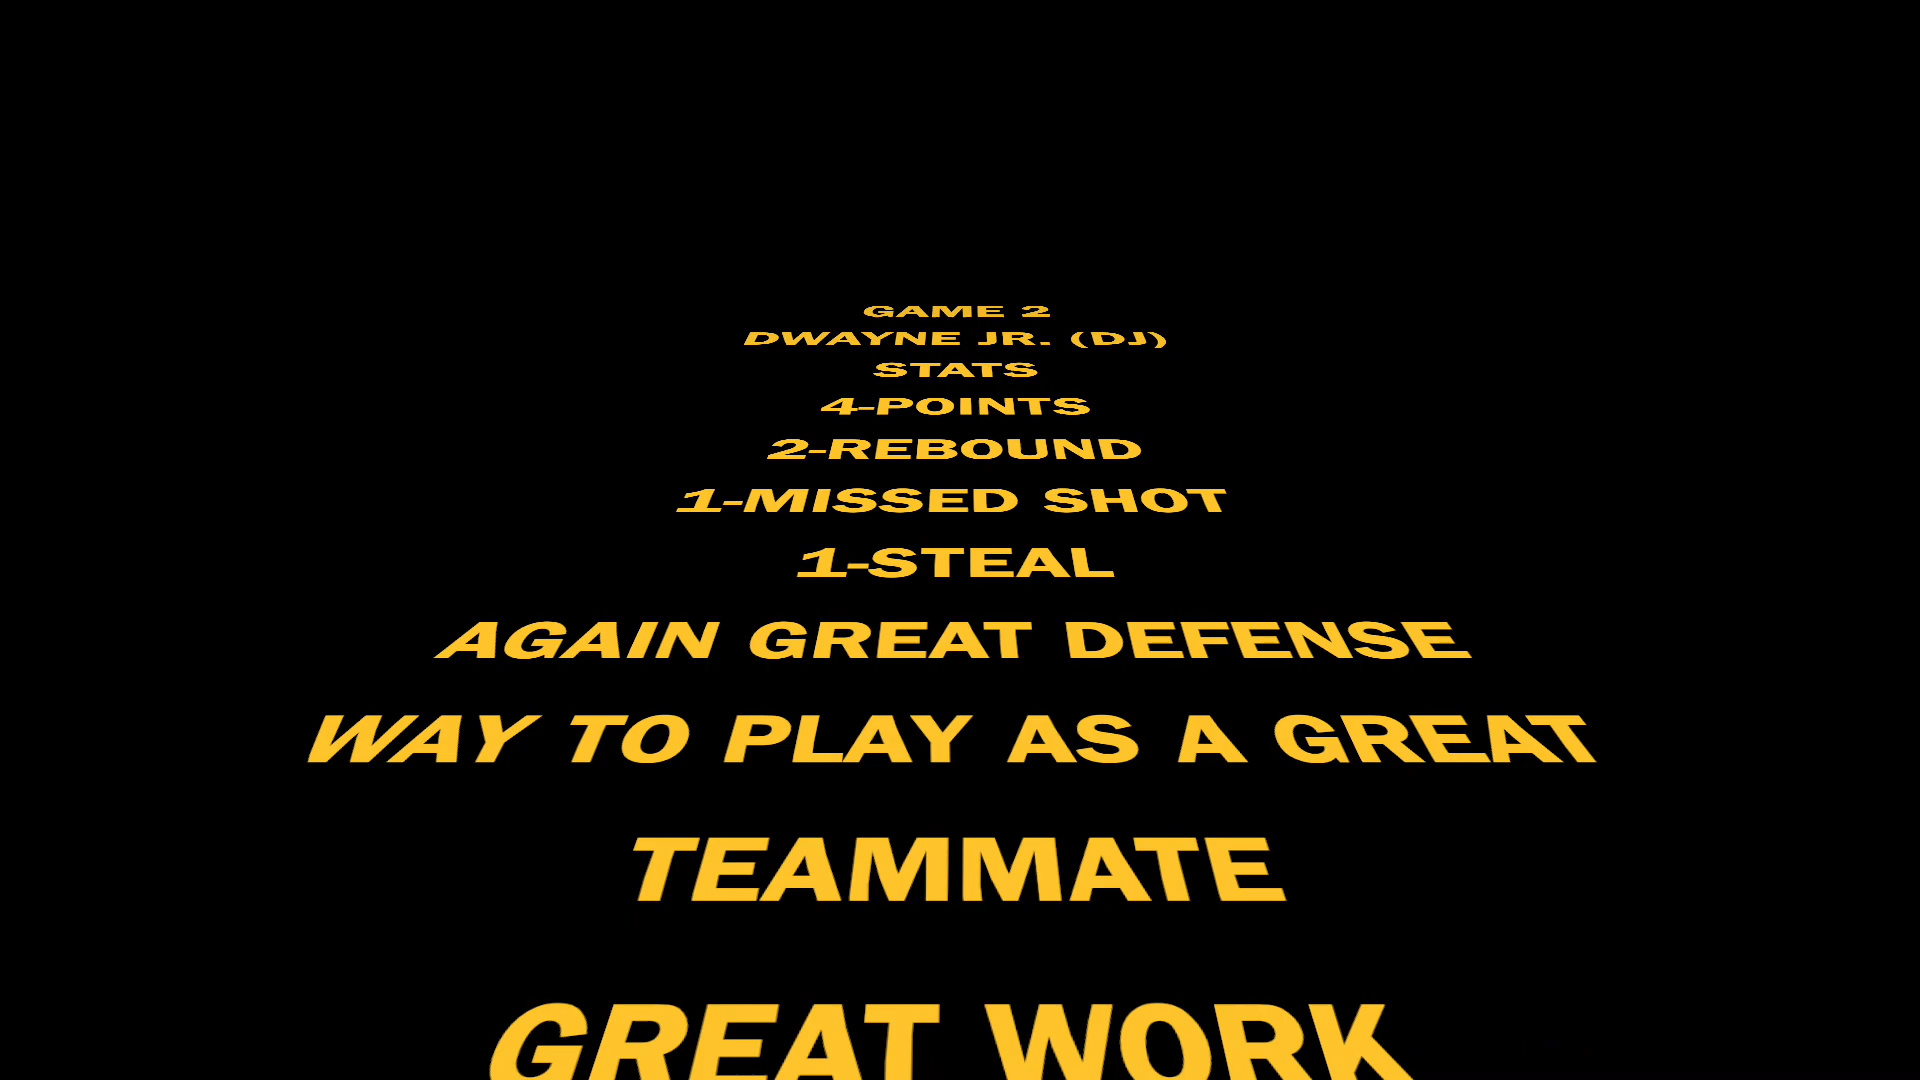 GAME 2
DWAYNE JR. (DJ)
STATS
4-POINTS
2-REBOUND
1-MISSED SHOT
1-STEAL
AGAIN GREAT DEFENSE
WAY TO PLAY AS A GREAT
TEAMMATE
GREAT WORK